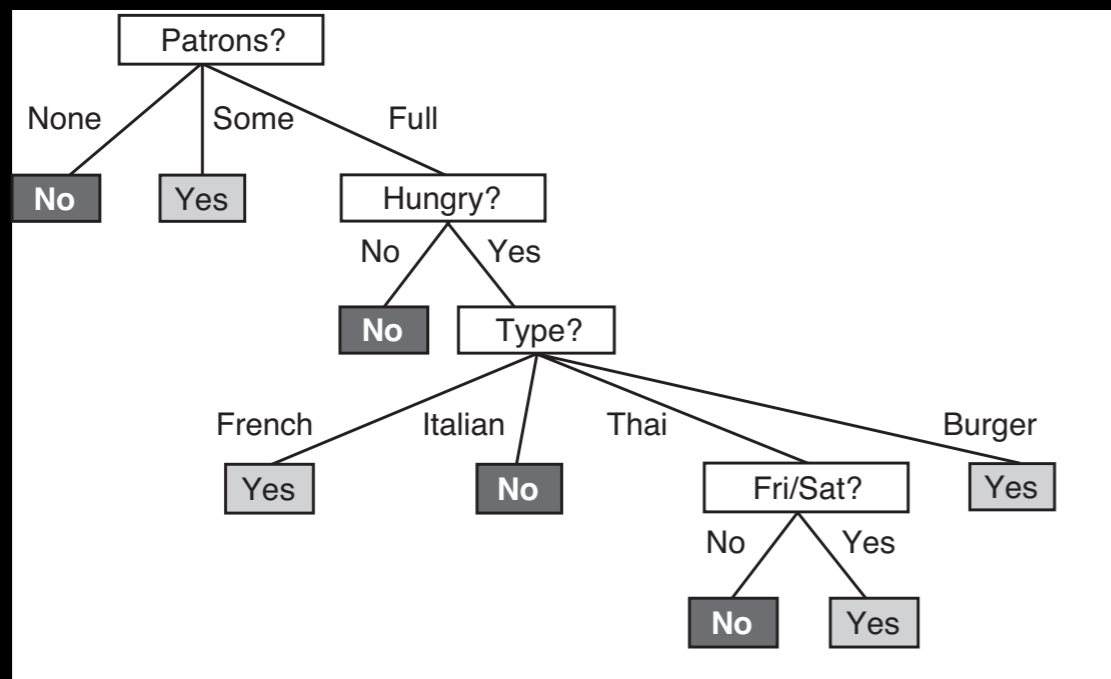 Patrons?
None Some Full
No Yes Hungry?
No Yes
No Type?
French Italian Thai Burger
Yes No Fri/Sat? Yes
No Yes
No Yes